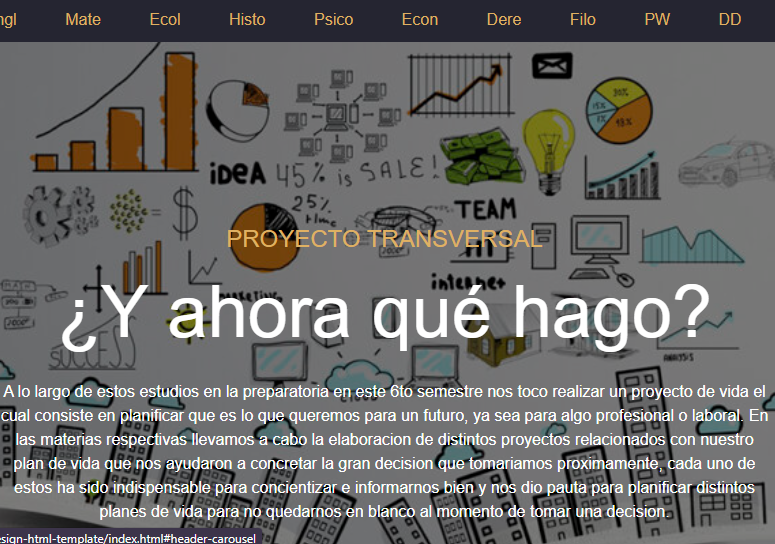 ngl Mate Ecol Histo Psico Econ Dere Filo PW DD
30%
15%
1%
43%
iDEA 45% is SALE!
25%
time
TEAM
PROYECTO TRANSVERSAL
internet
¿Y ahora qué hago?
SUCCESS
ANALYSIS
A lo largo de estos estudios en la preparatoria en este 6to semestre nos toco realizar un proyecto de vida el
cual consiste en planificar que es lo que queremos para un futuro, ya sea para algo profesional o laboral. En
las materias respectivas llevamos a cabo la elaboracion de distintos proyectos relacionados con nuestro
plan de vida que nos ayudaron a concretar la gran decision que tomariamos proximamente, cada uno de
estos ha sido indispensable para concientizar e informarnos bien y nos dio pauta para planificar distintos
planes de vida para no quedarnos en blanco al momento de tomar una decision.
esign-html-template/index.html#header-carousel